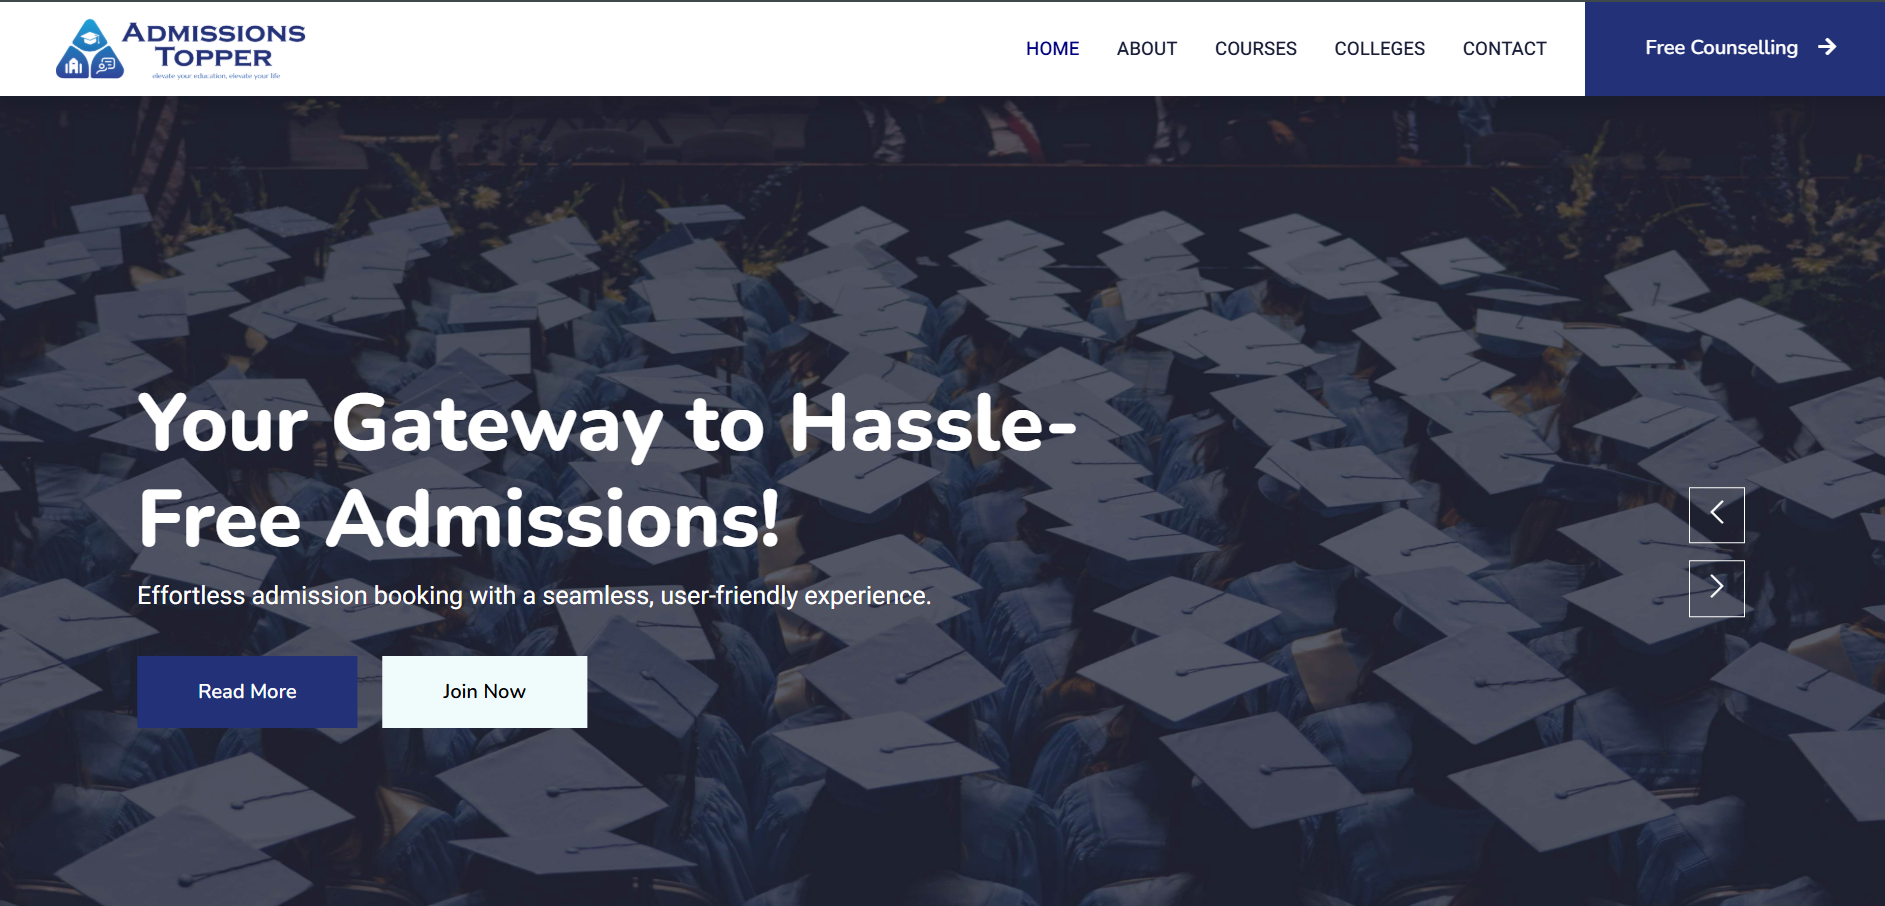 ADMISSIONS
TOPPER
elevate your education, elevate your life
HOME ABOUT COURSES COLLEGES CONTACT
Free Counselling
Your Gateway to Hassle-
Free Admissions!
Effortless admission booking with a seamless, user-friendly experience.
Read More Join Now